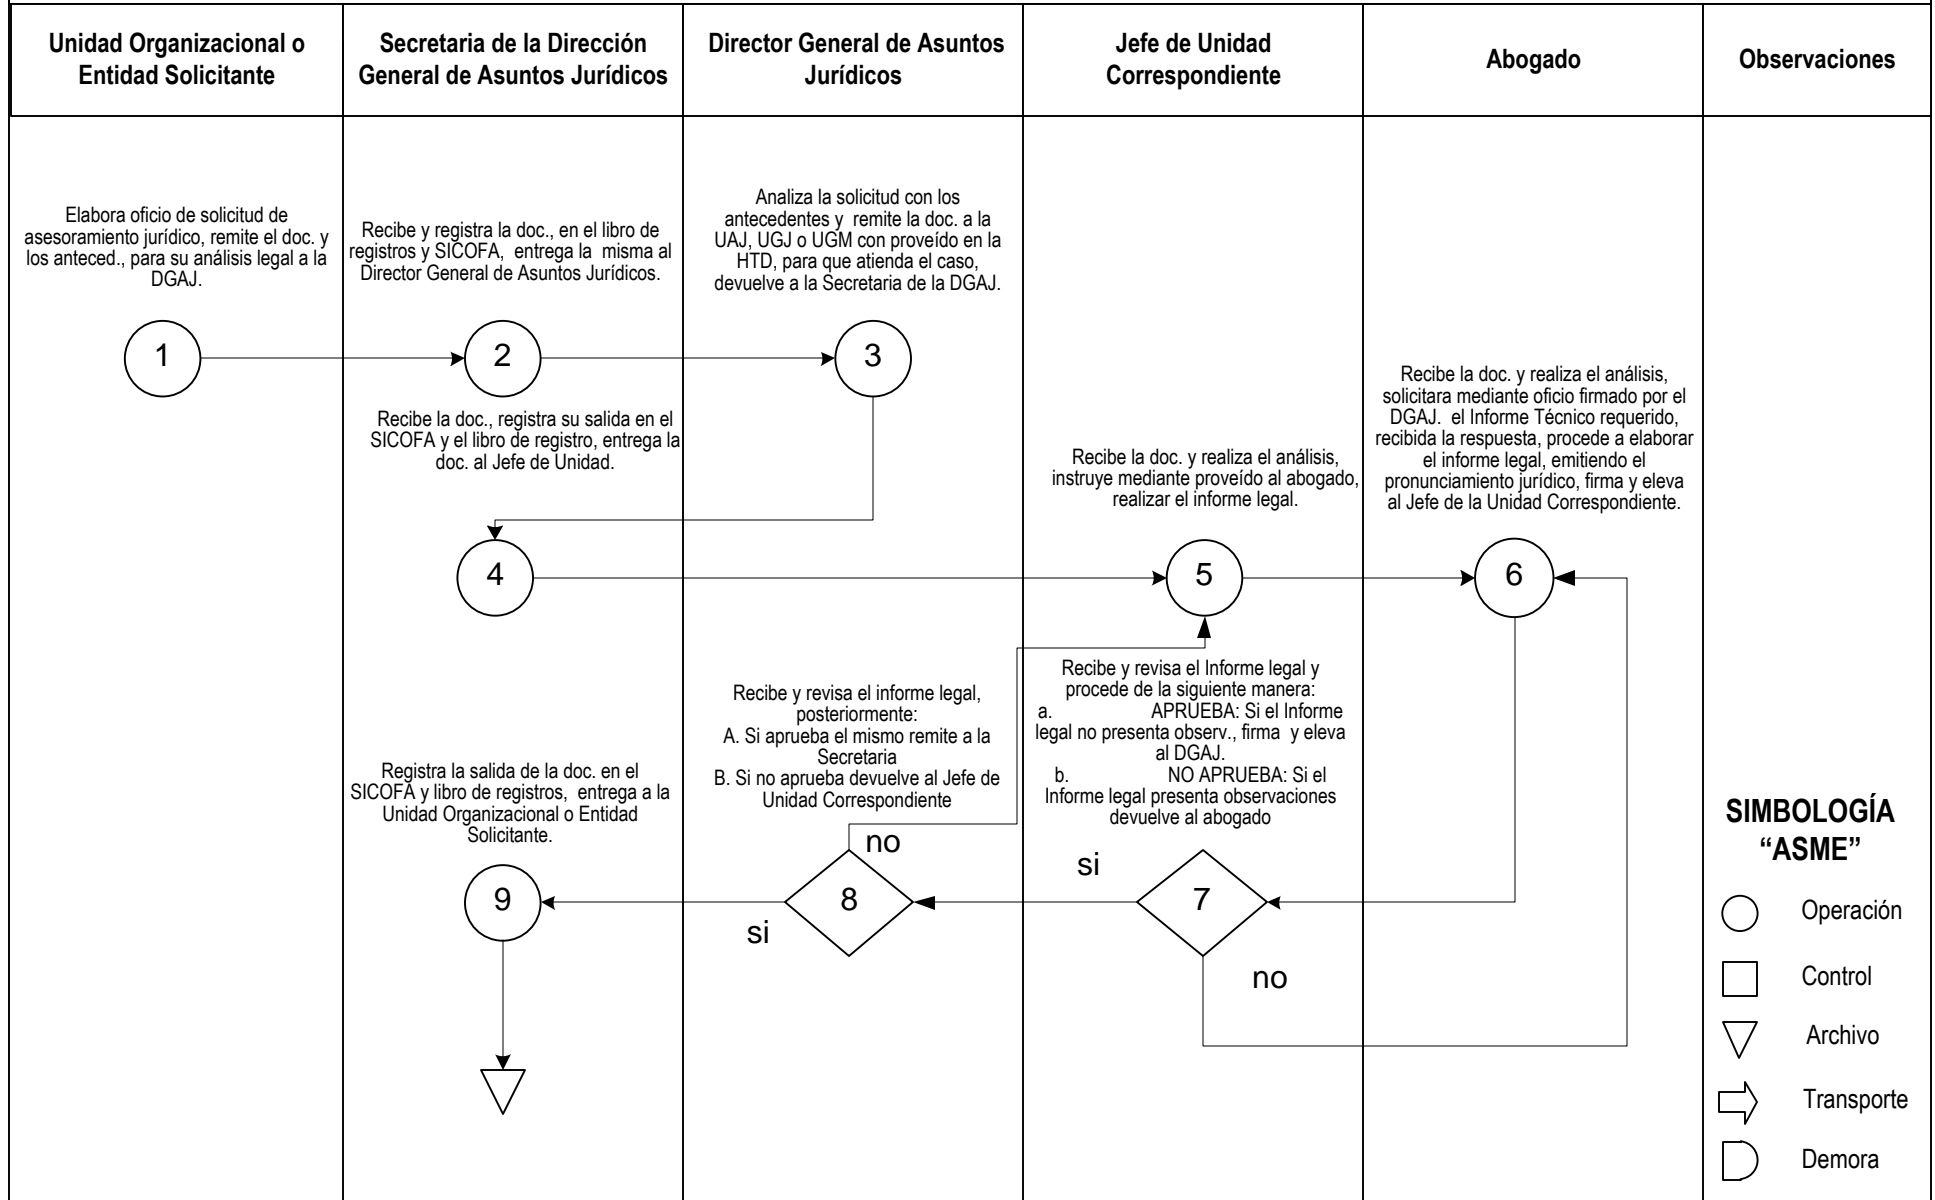 Unidad Organizacional o
Entidad Solicitante
Secretaria de la Dirección
General de Asuntos Jurídicos
Director General de Asuntos
Jurídicos
Jefe de Unidad
Correspondiente
Abogado
Observaciones
Elabora oficio de solicitud de
asesoramiento jurídico, remite el doc. y
los anteced., para su análisis legal a la
DGAJ.
Recibe y registra la doc., en el libro de
registros y SICOFA, entrega la misma al
Director General de Asuntos Jurídicos.
Analiza la solicitud con los
antecedentes y remite la doc. a la
UAJ, UGJ o UGM con proveído en la
HTD, para que atienda el caso,
devuelve a la Secretaria de la DGAJ.
1
2
3
Recibe la doc., registra su salida en el
SICOFA y el libro de registro, entrega la
doc. al Jefe de Unidad.
Recibe la doc. y realiza el análisis,
instruye mediante proveído al abogado,
realizar el informe legal.
Recibe la doc. y realiza el análisis,
solicitara mediante oficio firmado por el
DGAJ. el Informe Técnico requerido,
recibida la respuesta, procede a elaborar
el informe legal, emitiendo el
pronunciamiento jurídico, firma y eleva
al Jefe de la Unidad Correspondiente.
4
5
6
Registra la salida de la doc. en el
SICOFA y libro de registros, entrega a la
Unidad Organizacional o Entidad
Solicitante.
Recibe y revisa el informe legal,
posteriormente:
A. Si aprueba el mismo remite a la
Secretaria
B. Si no aprueba devuelve al Jefe de
Unidad Correspondiente
Recibe y revisa el Informe legal y
procede de la siguiente manera:
a. APRUEBA: Si el Informe
legal no presenta observ., firma y eleva
al DGAJ.
b. NO APRUEBA: Si el
Informe legal presenta observaciones
devuelve al abogado
no
si
9
8
7
si
no
SIMBOLOGÍA
“ASME”
Operación
Control
Archivo
Transporte
Demora